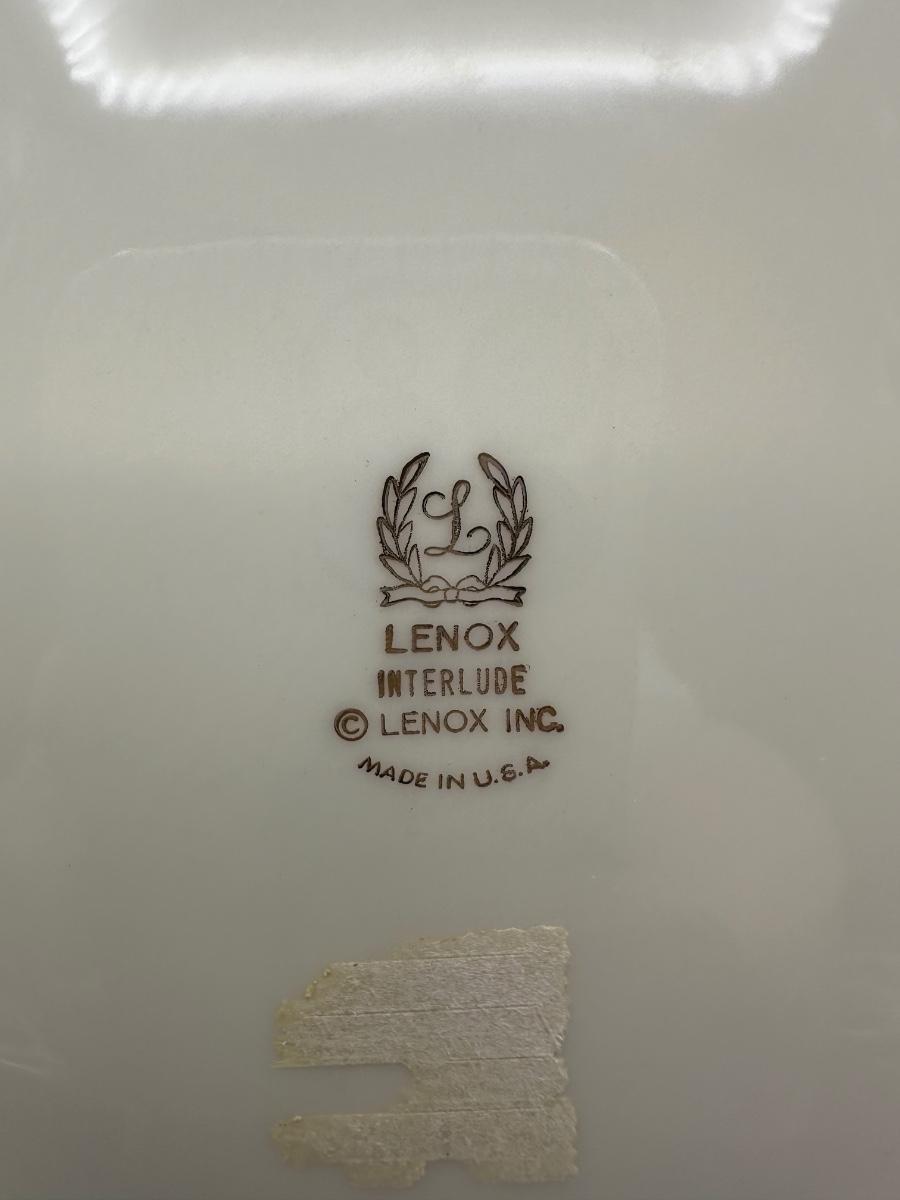 L
LENOX
INTERLUDE
© LENOX INC.
MADE IN U.S.A.